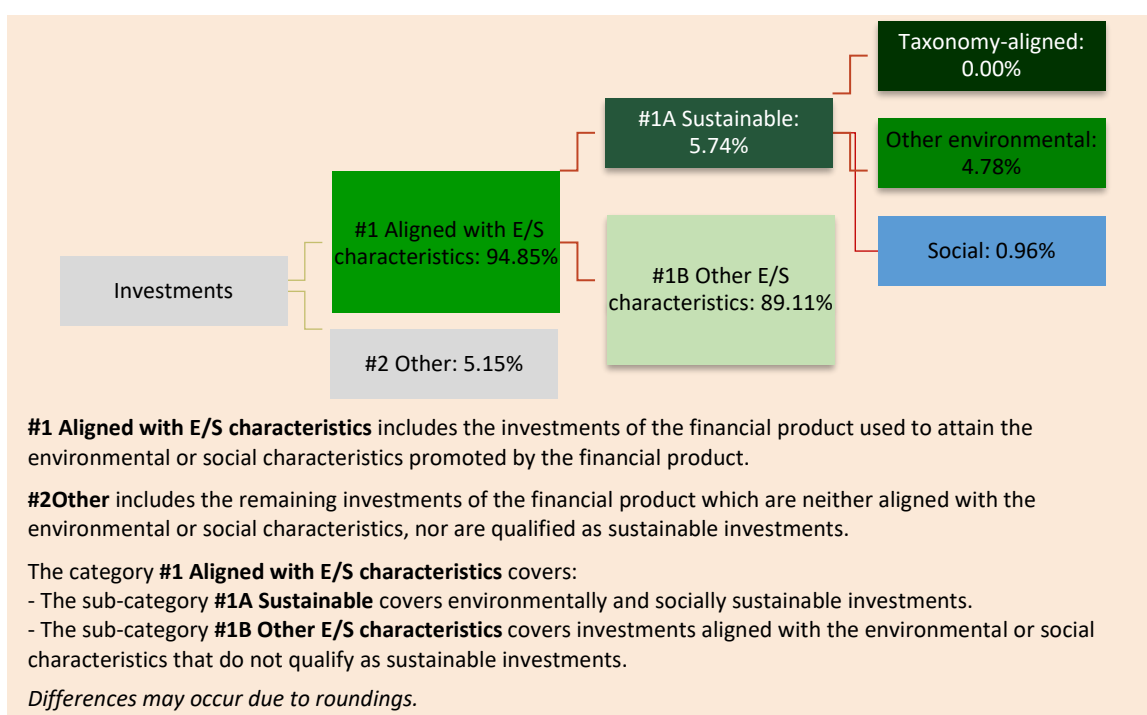 Taxonomy-aligned:
0.00%
#1A Sustainable:
5.74%
Other environmental:
4.78%
#1 Aligned with E/S
characteristics: 94.85%
Social: 0.96%
#1B Other E/S
characteristics: 89.11%
Investments
#2 Other: 5.15%
#1 Aligned with E/S characteristics includes the investments of the financial product used to attain the
environmental or social characteristics promoted by the financial product.
#2Other includes the remaining investments of the financial product which are neither aligned with the
environmental or social characteristics, nor are qualified as sustainable investments.
The category #1 Aligned with E/S characteristics covers:
- The sub-category #1A Sustainable covers environmentally and socially sustainable investments.
- The sub-category #1B Other E/S characteristics covers investments aligned with the environmental or social
characteristics that do not qualify as sustainable investments.
Differences may occur due to roundings.